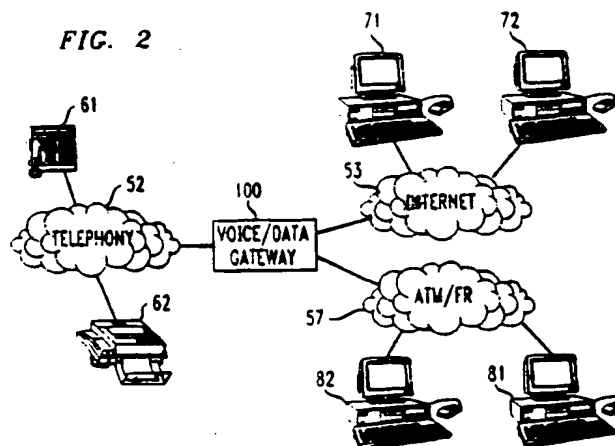 FIG. 2
71
72
61
52
53
INTERNET
100
TELEPHONY
VOICE/DATA
GATEWAY
ATM/FR
62
57
82
81